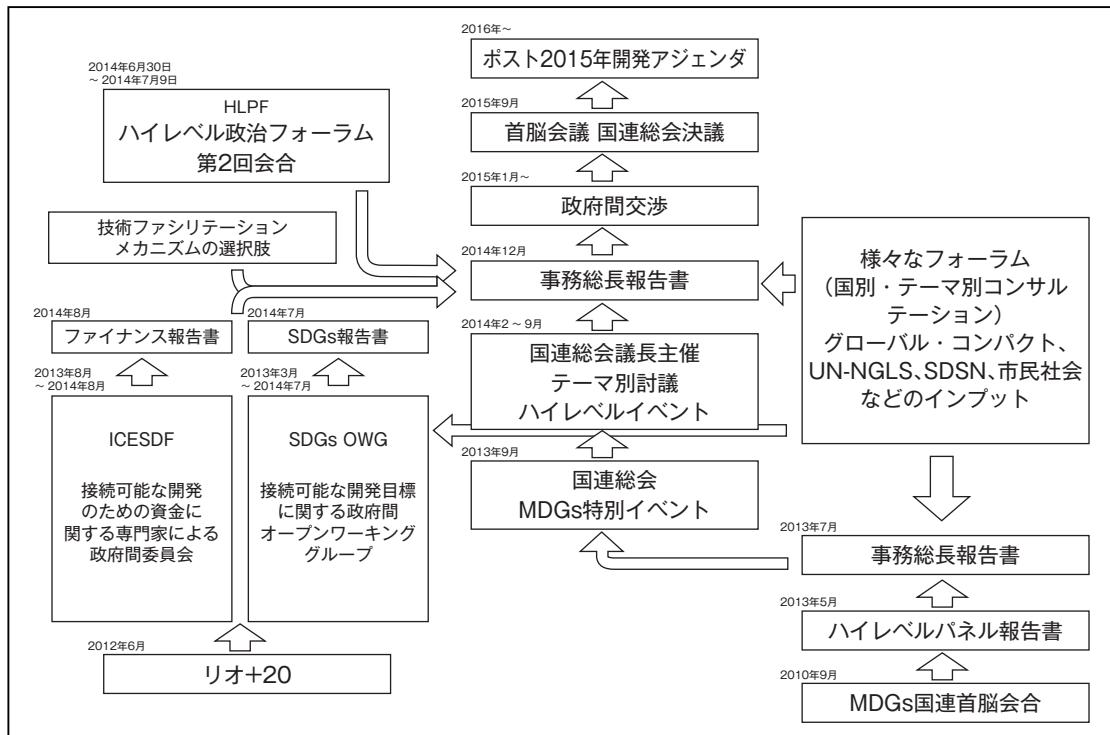 2016年～
ポスト2015年開発アジェンダ
2015年9月
首脳会議 国連総会決議
2015年1月～
政府間交渉
2014年12月
事務総長報告書
2014年2～9月
国連総会議長主催
テーマ別討議
ハイレベルイベント
2013年9月
国連総会
MDGs特別イベント
2014年6月30日
～2014年7月9日
HLPF
ハイレベル政治フォーラム
第2回会合
技術ファシリテーション
メカニズムの選択肢
2014年8月
ファイナンス報告書
2013年8月
～2014年8月
ICESDF
接続可能な開発
のための資金に
関する専門家による
政府間委員会
2014年7月
SDGs報告書
2013年3月
～2014年7月
SDGs OWG
接続可能な開発目標
に関する政府間
オープンワーキング
グループ
2012年6月
リオ+20
様々なフォーラム
（国別・テーマ別コンサル
テーション）
グローバル・コンパクト、
UN-NGLS、SDSN、市民社会
などのインプット
2013年7月
事務総長報告書
2013年5月
ハイレベルパネル報告書
2010年9月
MDGs国連首脳会合